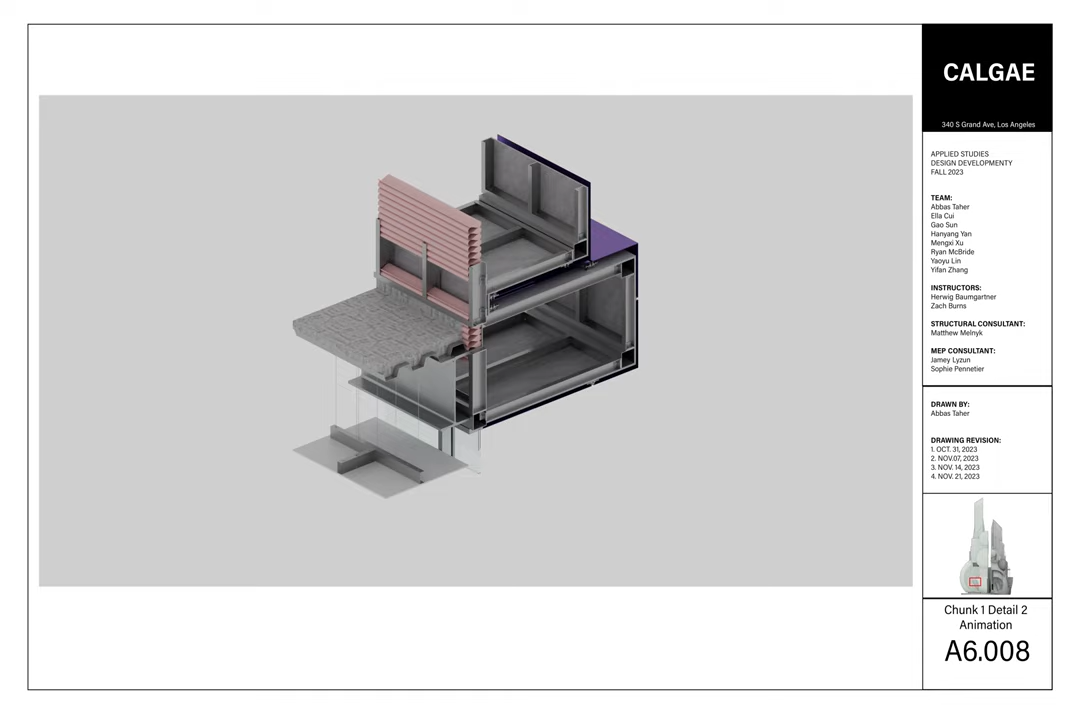 CALGAE
340 S Grand Ave, Los Angeles
APPLIED STUDIES
DESIGN DEVELOPMENTY
FALL 2023
TEAM:
Abbas Taher
Ella Cui
Gao Sun
Hanyang Yan
Mengxi Xu
Ryan McBride
Yaoyu Lin
Yifan Zhang
INSTRUCTORS:
Herwig Baumgartner
Zach Burns
STRUCTURAL CONSULTANT:
Matthew Melnyk
MEP CONSULTANT:
Jamey Lyzun
Sophie Pennetier
DRAWN BY:
Abbas Taher
DRAWING REVISION:
1. OCT. 31, 2023
2. NOV.07, 2023
3. NOV. 14, 2023
4. NOV. 21, 2023
Chunk 1 Detail 2
Animation
A6.008